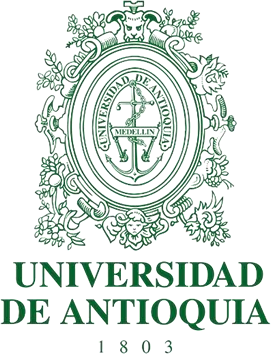 UNIVERSIDAD DE ANTIOQUIA
MEDELLIN
UNIVERSIDAD
DE ANTIOQUIA
1803